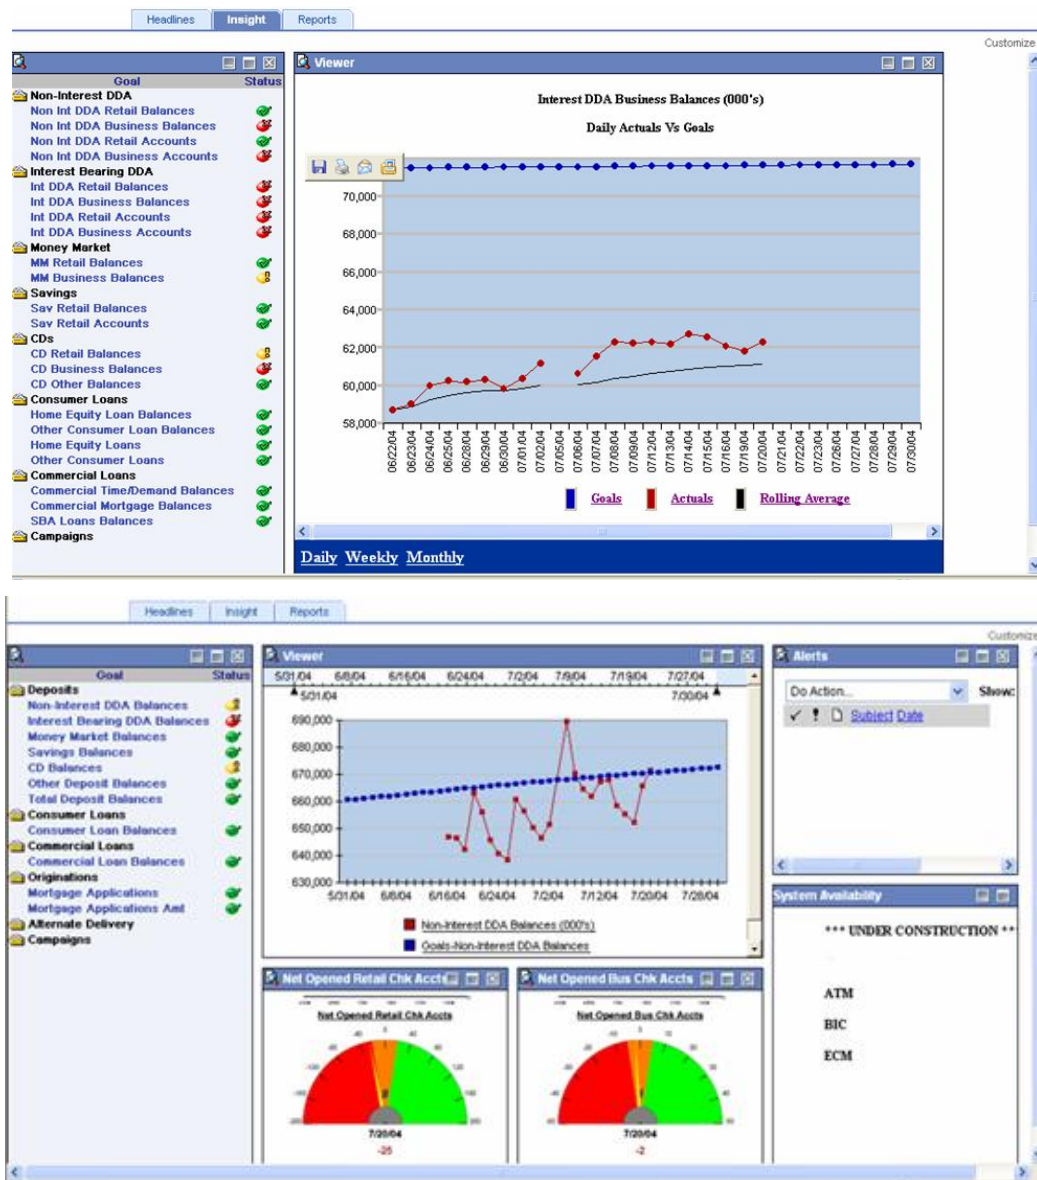 Headlines Insight Reports
Customize
Goal Status
Non-Interest DDA
Non Int DDA Retail Balances
Non Int DDA Business Balances
Non Int DDA Retail Accounts
Non Int DDA Business Accounts
Interest Bearing DDA
Int DDA Retail Balances
Int DDA Business Balances
Int DDA Retail Accounts
Int DDA Business Accounts
Money Market
MM Retail Balances
MM Business Balances
Savings
Sav Retail Balances
Sav Retail Accounts
CDs
CD Retail Balances
CD Business Balances
CD Other Balances
Consumer Loans
Home Equity Loan Balances
Other Consumer Loan Balances
Home Equity Loans
Other Consumer Loans
Commercial Loans
Commercial Time/Demand Balances
Commercial Mortgage Balances
SBA Loans Balances
Campaigns
Viewer
Interest DDA Business Balances (000's)
Daily Actuals Vs Goals
70,000
68,000
66,000
64,000
62,000
60,000
58,000
06/22/04 06/23/04 06/24/04 06/25/04 06/28/04 06/29/04 06/30/04 07/01/04 07/02/04 07/05/04 07/06/04 07/07/04 07/08/04 07/09/04 07/12/04 07/13/04 07/14/04 07/15/04 07/16/04 07/19/04 07/20/04 07/21/04 07/22/04 07/23/04 07/26/04 07/27/04 07/28/04 07/29/04 07/30/04
Goals Actuals Rolling Average
Daily Weekly Monthly
Headlines Insight Reports
Customize
Goal Status
Deposits
Non-Interest DDA Balances
Interest Bearing DDA Balances
Money Market Balances
Savings Balances
CD Balances
Other Deposit Balances
Total Deposit Balances
Consumer Loans
Consumer Loan Balances
Commercial Loans
Commercial Loan Balances
Originations
Mortgage Applications
Mortgage Applications Amt
Alternate Delivery
Campaigns
Viewer
5/31/04 6/8/04 6/16/04 6/24/04 7/2/04 7/9/04 7/19/04 7/27/04
5/31/04 7/30/04
690,000
680,000
670,000
660,000
650,000
640,000
630,000
5/31/04 6/8/04 6/16/04 6/24/04 7/2/04 7/12/04 7/20/04 7/28/04
Non-Interest DDA Balances (000's)
Goals-Non-Interest DDA Balances
Alerts
Do Action... Show:
Subject Date
System Availability
*** UNDER CONSTRUCTION **
ATM
BIC
ECM
Net Opened Retail Chk Accts
Net Opened Retail Chk Accts
7/20/04
-25
Net Opened Bus Chk Accts
Net Opened Bus Chk Accts
7/20/04
-2